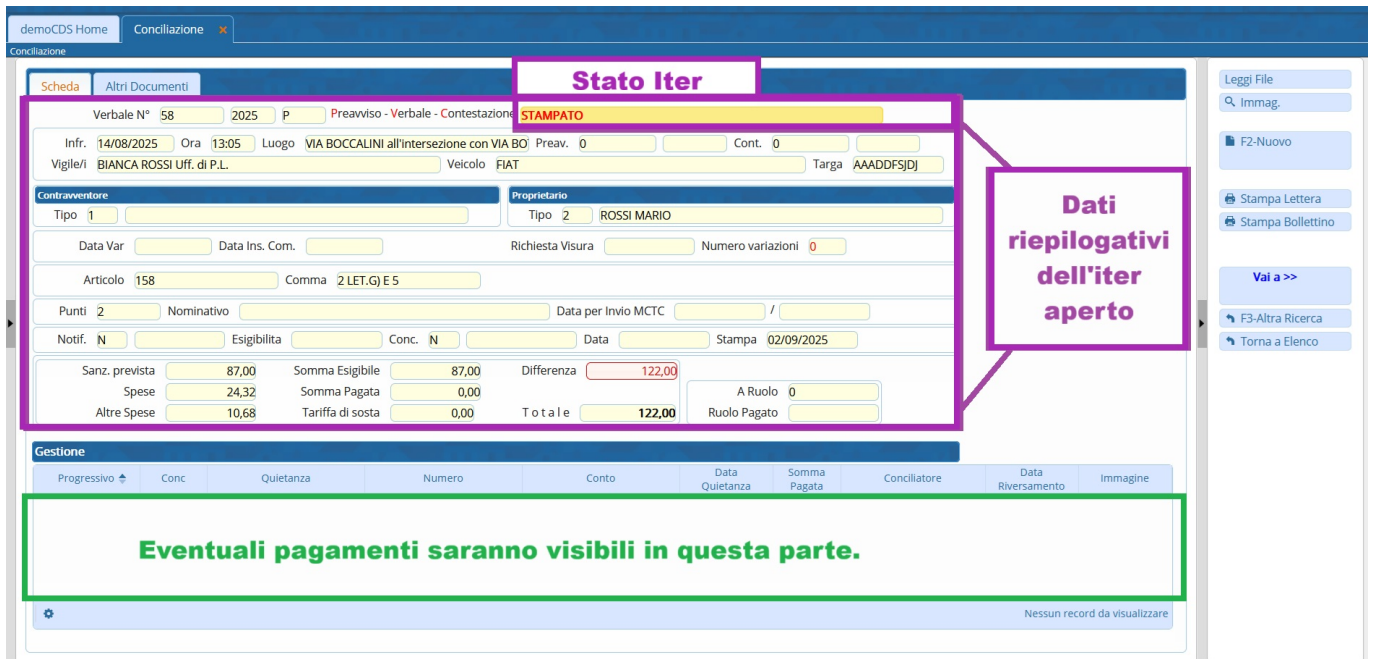 demoCDS Home Conciliazione ×
Conciliazione
Stato Iter
Scheda Altri Documenti
Verbale N° 58 2025 P Preavviso - Verbale - Contestazione STAMPATO
Infr. 14/08/2025 Ora 13:05 Luogo VIA BOCCALINI all'intersezione con VIA BO Preav. 0 Cont. 0
Vigile/i BIANCA ROSSI Uff. di P.L. Veicolo FIAT Targa AAADDFSJDJ
Contravventore Proprietario
Tipo 1 Tipo 2 ROSSI MARIO
Data Var Data Ins. Com. Richiesta Visura Numero variazioni 0
Articolo 158 Comma 2 LET.G) E 5
Punti 2 Nominativo Data per Invio MCTC /
Notif. N Esigibilita Conc. N Data Stampa 02/09/2025
Sanz. prevista 87,00 Somma Esigibile 87,00 Differenza 122,00
Spese 24,32 Somma Pagata 0,00 A Ruolo 0
Altre Spese 10,68 Tariffa di sosta 0,00 Totale 122,00 Ruolo Pagato
Dati
riepilogativi
dell'iter
aperto
Gestione
Progressivo Conc Quietanza Numero Conto Data Quietanza Somma Pagata Conciliatore Data Riversamento Immagine
Eventuali pagamenti saranno visibili in questa parte.
Nessun record da visualizzare
Leggi File
Immag.
F2-Nuovo
Stampa Lettera
Stampa Bollettino
Vai a >>
F3-Altra Ricerca
Torna a Elenco